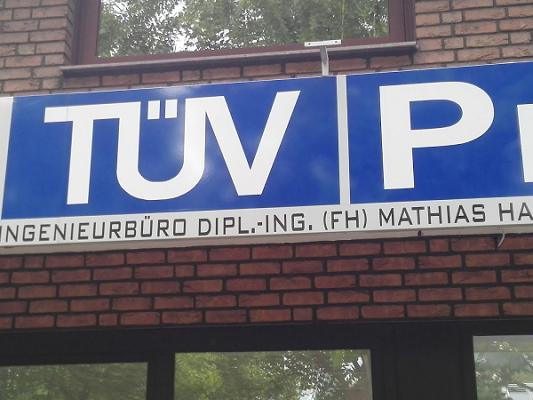 TÜV P
INGENIEURBÜRO DIPL.-ING. (FH) MATHIAS